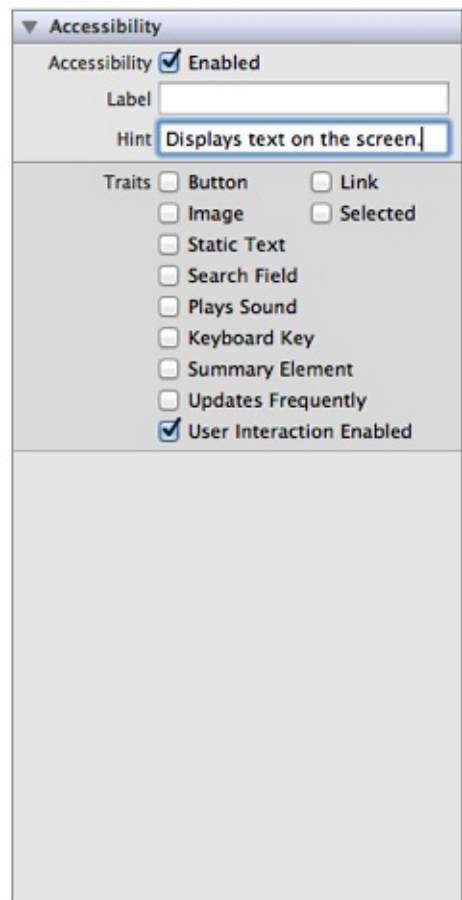 Accessibility
Accessibility Enabled
Label
Hint Displays text on the screen.
Traits Button Link
Image Selected
Static Text
Search Field
Plays Sound
Keyboard Key
Summary Element
Updates Frequently
User Interaction Enabled